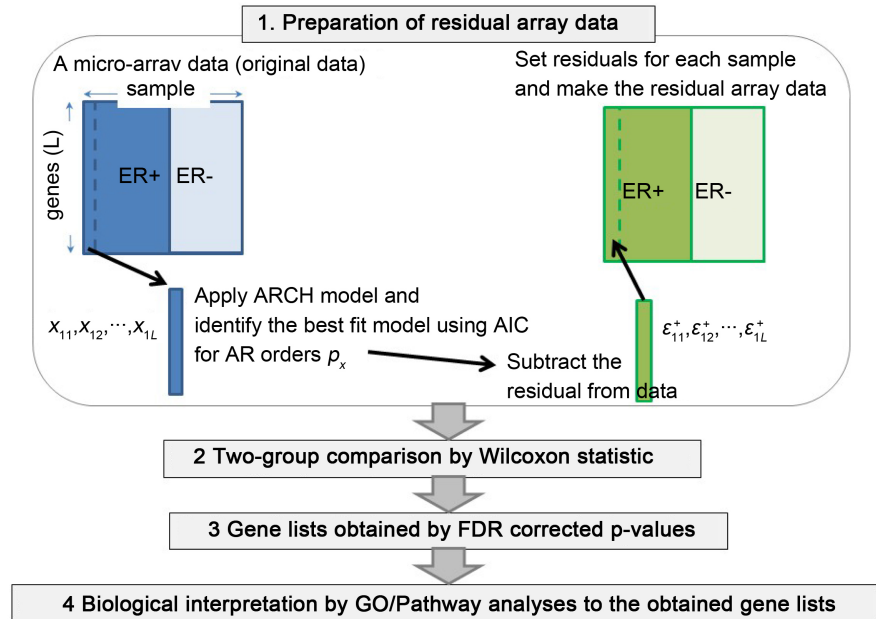 1. Preparation of residual array data
A micro-array data (original data)
sample
genes (L)
ER+
ER-
x₁₁,x₁₂,···,x₁L
Apply ARCH model and
identify the best fit model using AIC
for AR orders pₓ
Set residuals for each sample
and make the residual array data
ER+
ER-
ε⁺₁₁,ε⁺₁₂,···,ε⁺₁L
Subtract the
residual from data
2 Two-group comparison by Wilcoxon statistic
3 Gene lists obtained by FDR corrected p-values
4 Biological interpretation by GO/Pathway analyses to the obtained gene lists